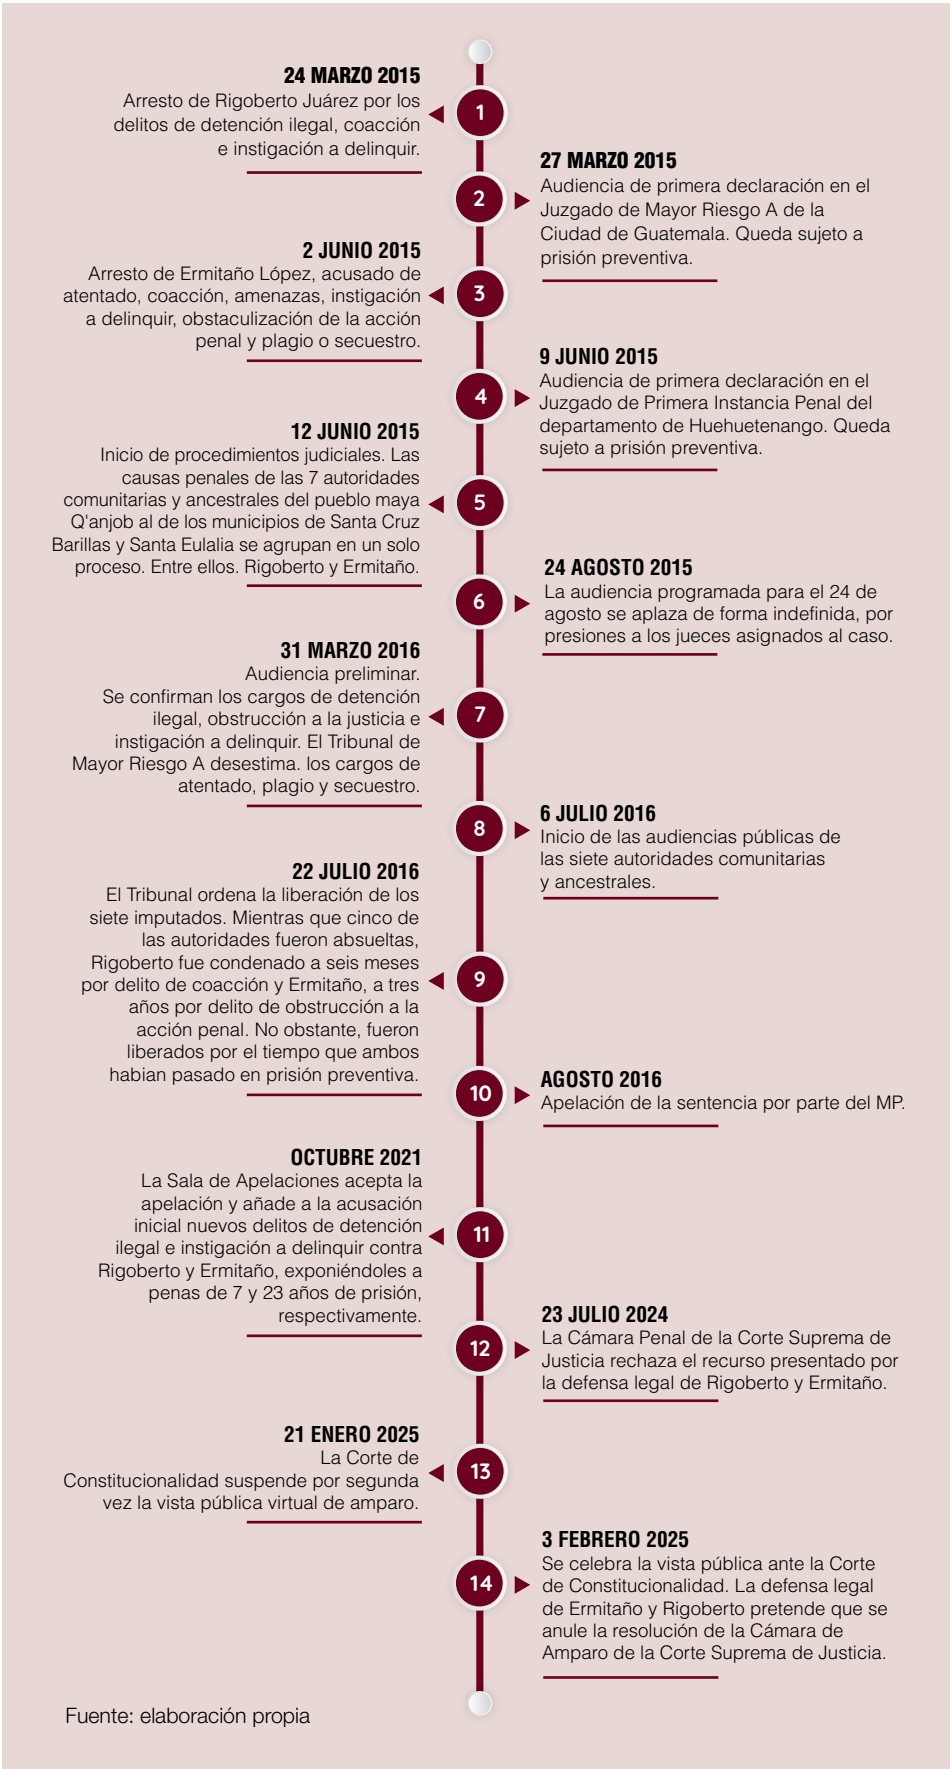 24 MARZO 2015
Arresto de Rigoberto Juárez por los
delitos de detención ilegal, coacción
e instigación a delinquir.
1
27 MARZO 2015
Audiencia de primera declaración en el
Juzgado de Mayor Riesgo A de la
Ciudad de Guatemala. Queda sujeto a
prisión preventiva.
2
2 JUNIO 2015
Arresto de Ermitaño López, acusado de
atentado, coacción, amenazas, instigación
a delinquir, obstaculización de la acción
penal y plagio o secuestro.
3
9 JUNIO 2015
Audiencia de primera declaración en el
Juzgado de Primera Instancia Penal del
departamento de Huehuetenango. Queda
sujeto a prisión preventiva.
4
12 JUNIO 2015
Inicio de procedimientos judiciales. Las
causas penales de las 7 autoridades
comunitarias y ancestrales del pueblo maya
Q'anjob al de los municipios de Santa Cruz
Barillas y Santa Eulalia se agrupan en un solo
proceso. Entre ellos. Rigoberto y Ermitaño.
5
24 AGOSTO 2015
La audiencia programada para el 24 de
agosto se aplaza de forma indefinida, por
presiones a los jueces asignados al caso.
6
31 MARZO 2016
Audiencia preliminar.
Se confirman los cargos de detención
ilegal, obstrucción a la justicia e
instigación a delinquir. El Tribunal de
Mayor Riesgo A desestima. los cargos de
atentado, plagio y secuestro.
7
6 JULIO 2016
Inicio de las audiencias públicas de
las siete autoridades comunitarias
y ancestrales.
8
22 JULIO 2016
El Tribunal ordena la liberación de los
siete imputados. Mientras que cinco de
las autoridades fueron absueltas,
Rigoberto fue condenado a seis meses
por delito de coacción y Ermitaño, a tres
años por delito de obstrucción a la
acción penal. No obstante, fueron
liberados por el tiempo que ambos
habian pasado en prisión preventiva.
9
AGOSTO 2016
Apelación de la sentencia por parte del MP.
10
OCTUBRE 2021
La Sala de Apelaciones acepta la
apelación y añade a la acusación
inicial nuevos delitos de detención
ilegal e instigación a delinquir contra
Rigoberto y Ermitaño, exponiéndoles a
penas de 7 y 23 años de prisión,
respectivamente.
11
23 JULIO 2024
La Cámara Penal de la Corte Suprema de
Justicia rechaza el recurso presentado por
la defensa legal de Rigoberto y Ermitaño.
12
21 ENERO 2025
La Corte de
Constitucionalidad suspende por segunda
vez la vista pública virtual de amparo.
13
3 FEBRERO 2025
Se celebra la vista pública ante la Corte
de Constitucionalidad. La defensa legal
de Ermitaño y Rigoberto pretende que se
anule la resolución de la Cámara de
Amparo de la Corte Suprema de Justicia.
14
Fuente: elaboración propia